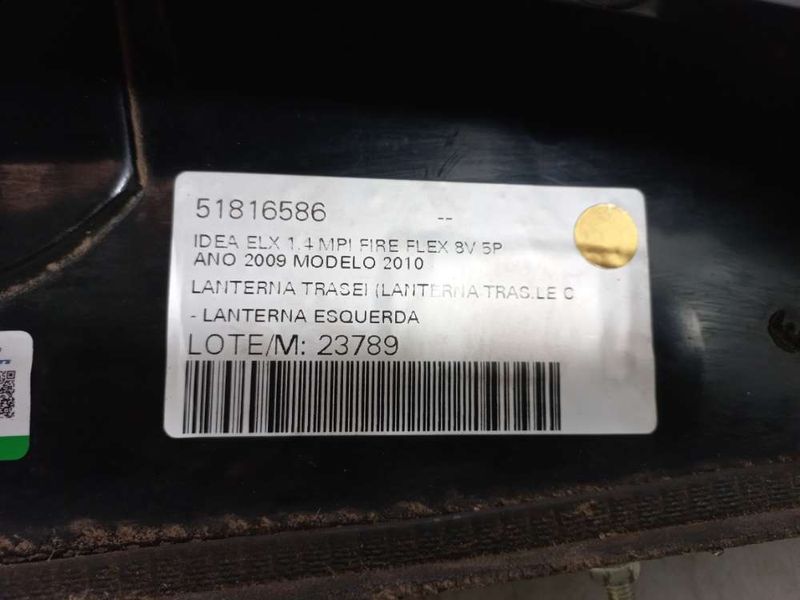 51816586 --
IDEA ELX 1.4 MPI FIRE FLEX 8V 5P
ANO 2009 MODELO 2010
LANTERNA TRASEI (LANTERNA TRAS.LE C
- LANTERNA ESQUERDA
LOTE/M: 23789